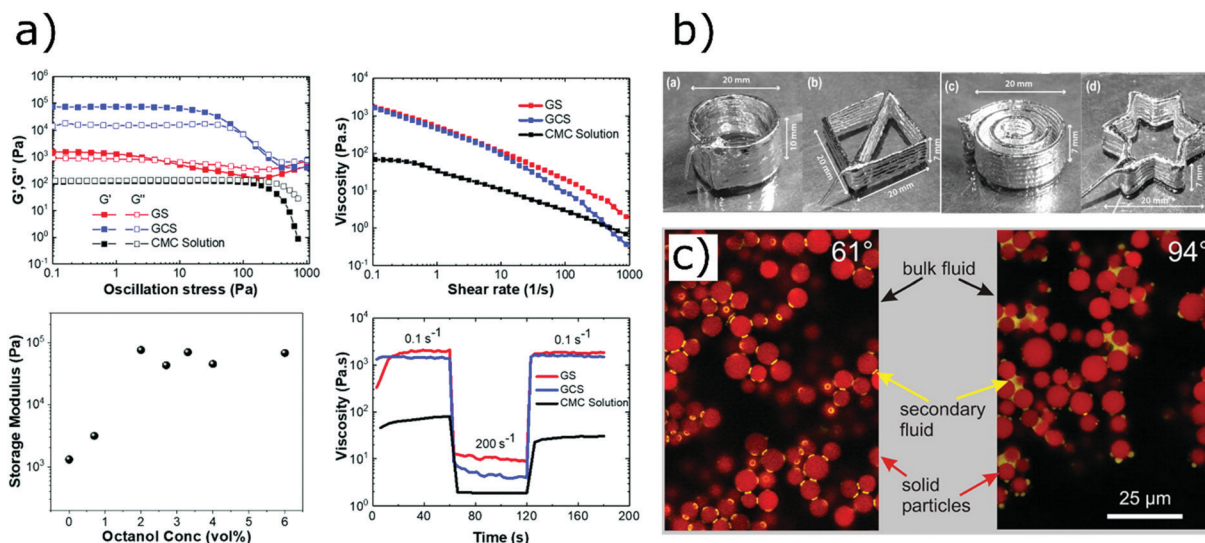 a)
10^6
10^5
10^4
10^3
10^2
10^1
10^0
10^-1
G',G'' (Pa)
G' G''
GS
GCS
CMC Solution
0.1 1 10 100 1000
Oscillation stress (Pa)
10^4
10^3
10^2
10^1
10^0
10^-1
Viscosity (Pa.s)
GS
GCS
CMC Solution
0.1 1 10 100 1000
Shear rate (1/s)
10^5
10^4
10^3
Storage Modulus (Pa)
0 1 2 3 4 5 6
Octanol Conc (vol%)
10^4
10^3
10^2
10^1
10^0
Viscosity (Pa.s)
0.1 s^-1
0.1 s^-1
200 s^-1
GS
GCS
CMC Solution
0 40 80 120 160 200
Time (s)
b)
(a)
20 mm
10 mm
(b)
20 mm
20 mm
7 mm
(c)
20 mm
7 mm
(d)
20 mm
7 mm
c)
61°
94°
bulk fluid
secondary
fluid
solid
particles
25 µm